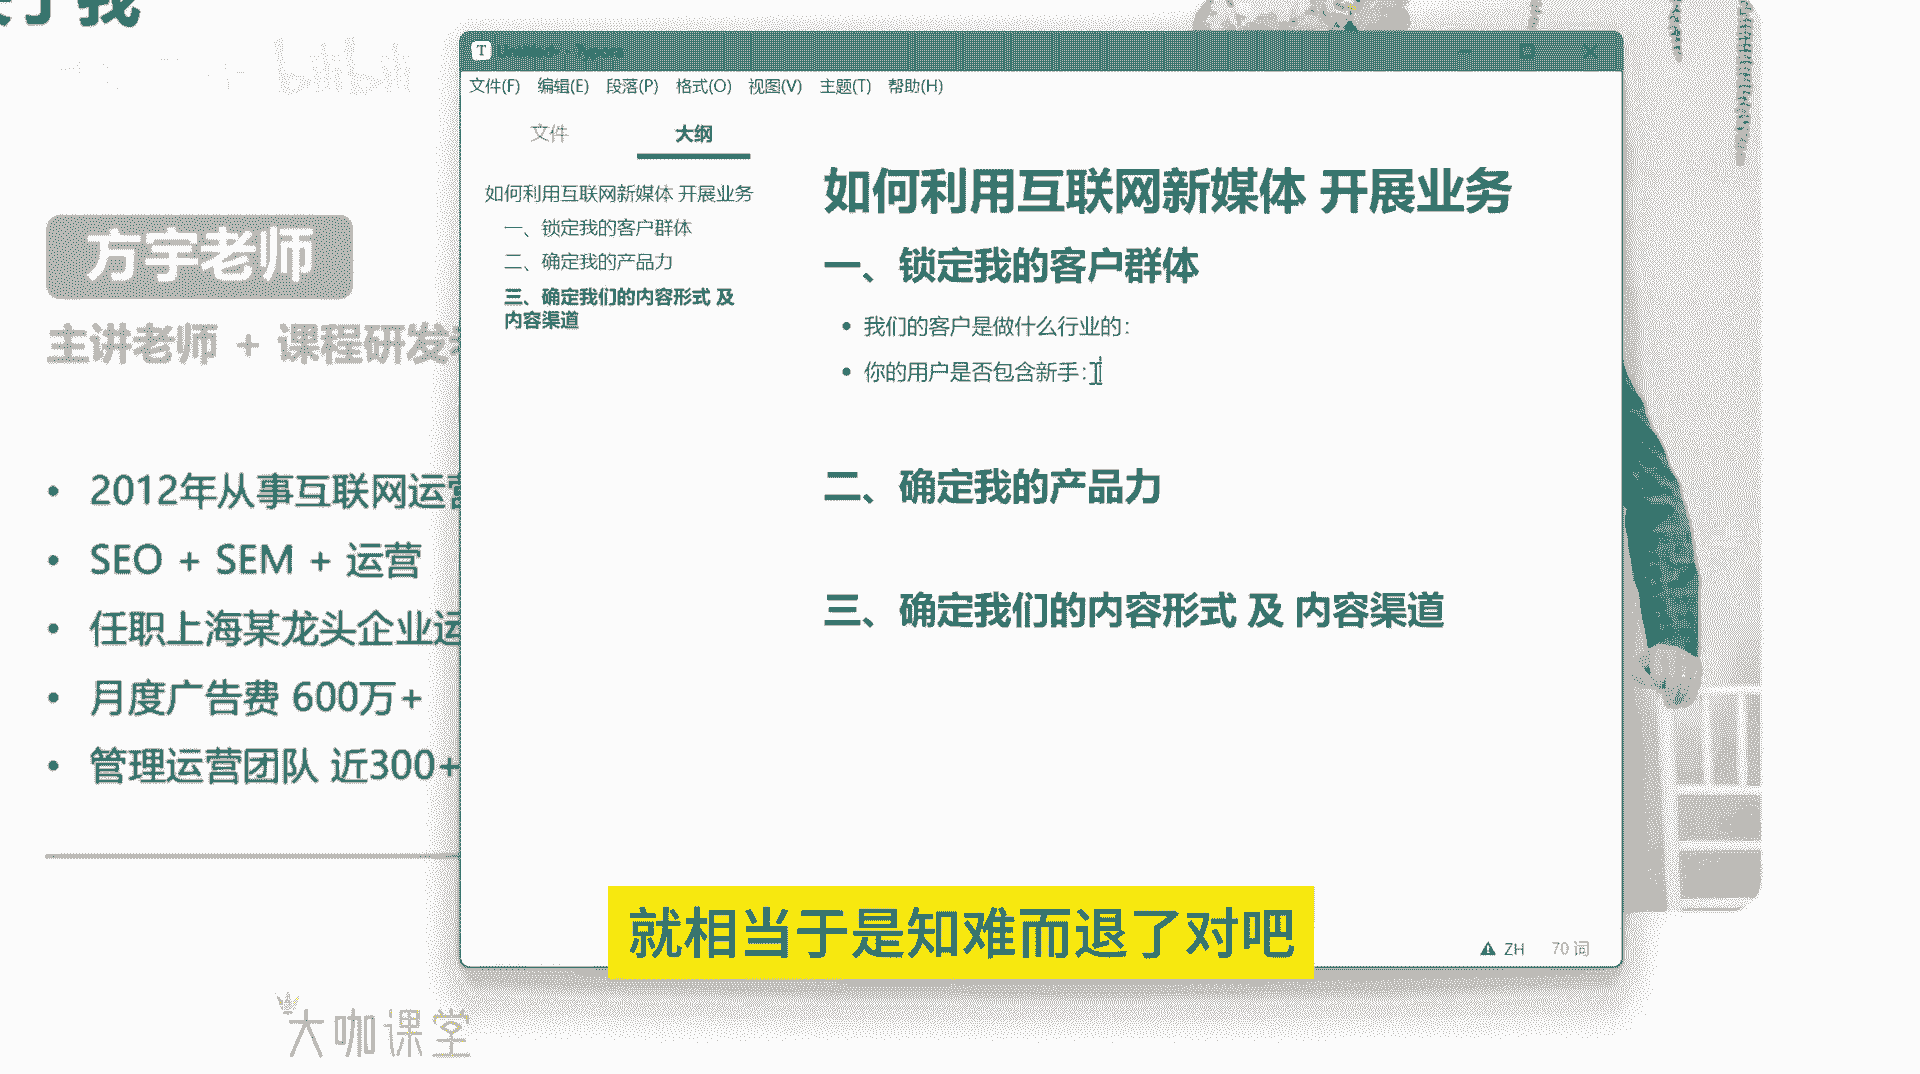 我
bilibili
方宇老师
主讲老师 + 课程研发
2012年从事互联网运营
SEO + SEM + 运营
任职上海某龙头企业运
月度广告费 600万+
管理运营团队 近300+
大咖课堂
T
文件(F) 编辑(E) 段落(P) 格式(O) 视图(V) 主题(T) 帮助(H)
文件 大纲
如何利用互联网新媒体 开展业务
一、锁定我的客户群体
二、确定我的产品力
三、确定我们的内容形式 及
内容渠道
如何利用互联网新媒体 开展业务
一、锁定我的客户群体
我们的客户是做什么行业的:
你的用户是否包含新手:
二、确定我的产品力
三、确定我们的内容形式 及 内容渠道
ZH 70 词
就相当于是知难而退了对吧